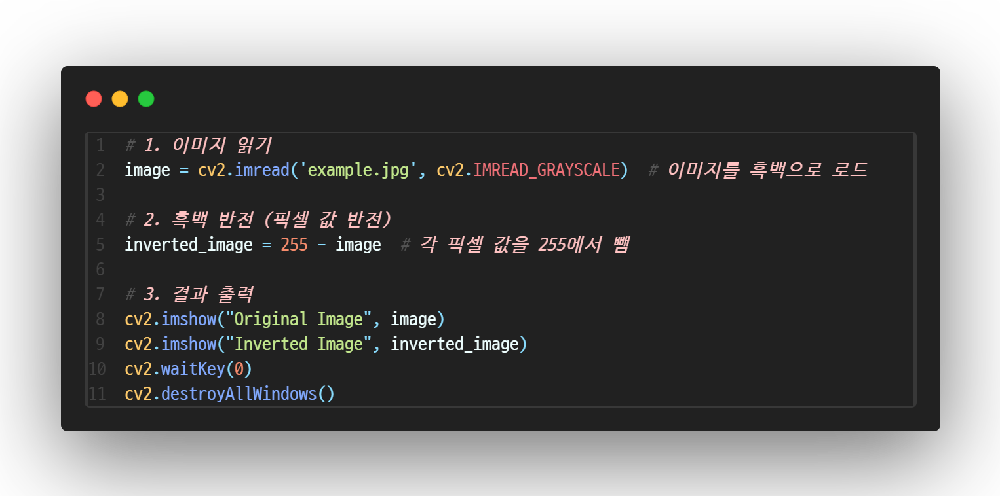 1 # 1. 이미지 읽기
2 image = cv2.imread('example.jpg', cv2.IMREAD_GRAYSCALE)  # 이미지를 흑백으로 로드
3
4 # 2. 흑백 반전 (픽셀 값 반전)
5 inverted_image = 255 - image  # 각 픽셀 값을 255에서 뺌
6
7 # 3. 결과 출력
8 cv2.imshow("Original Image", image)
9 cv2.imshow("Inverted Image", inverted_image)
10 cv2.waitKey(0)
11 cv2.destroyAllWindows()